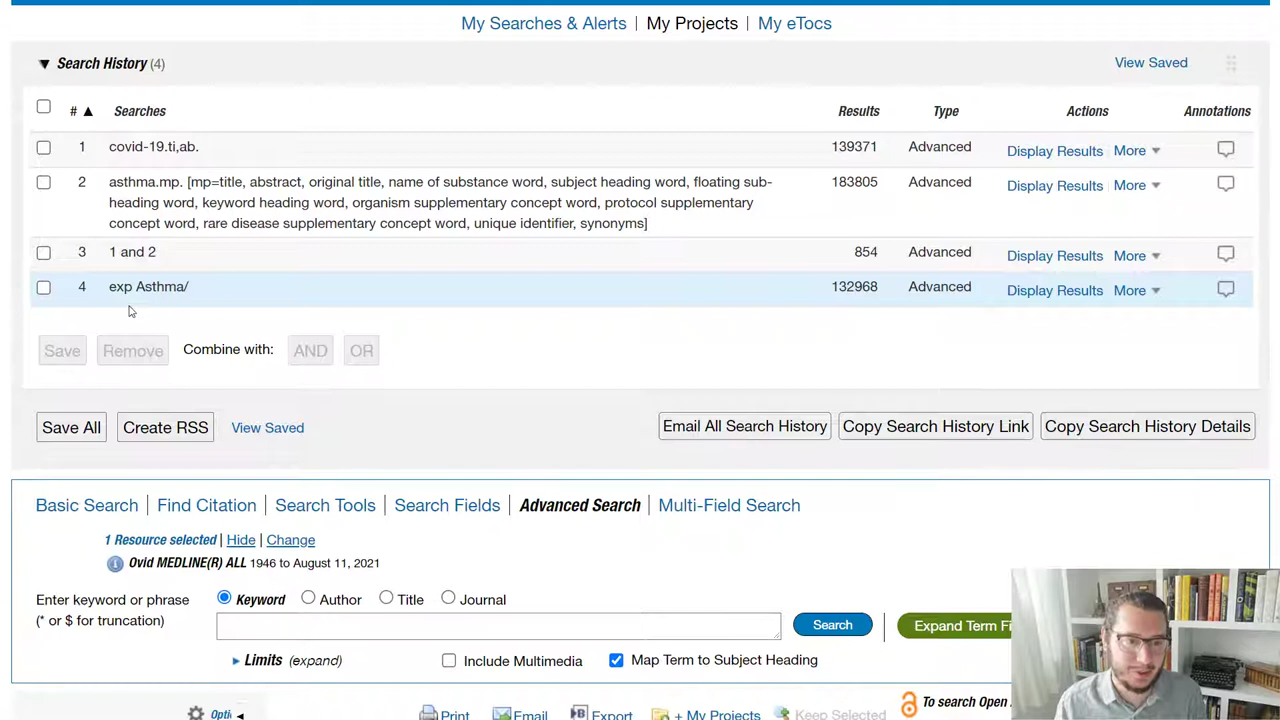 My Searches & Alerts | My Projects | My eTocs
▼ Search History (4) View Saved
# ▲ Searches Results Type Actions Annotations
1 covid-19.ti,ab. 139371 Advanced Display Results More ▼
2 asthma.mp. [mp=title, abstract, original title, name of substance word, subject heading word, floating sub- 183805 Advanced Display Results More ▼
heading word, keyword heading word, organism supplementary concept word, protocol supplementary
concept word, rare disease supplementary concept word, unique identifier, synonyms]
3 1 and 2 854 Advanced Display Results More ▼
4 exp Asthma/ 132968 Advanced Display Results More ▼
Save Remove Combine with: AND OR
Save All Create RSS View Saved Email All Search History Copy Search History Link Copy Search History Details
Basic Search | Find Citation | Search Tools | Search Fields | Advanced Search | Multi-Field Search
1 Resource selected | Hide | Change
Ovid MEDLINE(R) ALL 1946 to August 11, 2021
Enter keyword or phrase Keyword Author Title Journal
(* or $ for truncation) Search Expand Term Fi
Limits (expand) Include Multimedia Map Term to Subject Heading
To search Open
Opti Print Email Export + My Projects Keep Selected